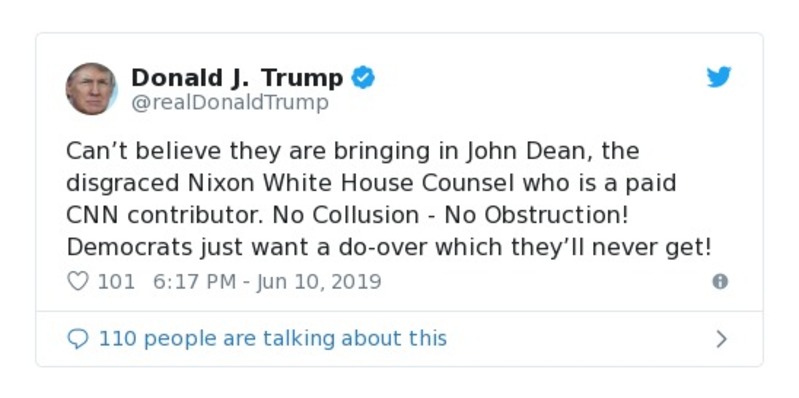 Donald J. Trump
@realDonaldTrump
Can’t believe they are bringing in John Dean, the
disgraced Nixon White House Counsel who is a paid
CNN contributor. No Collusion - No Obstruction!
Democrats just want a do-over which they’ll never get!
101 6:17 PM - Jun 10, 2019
110 people are talking about this